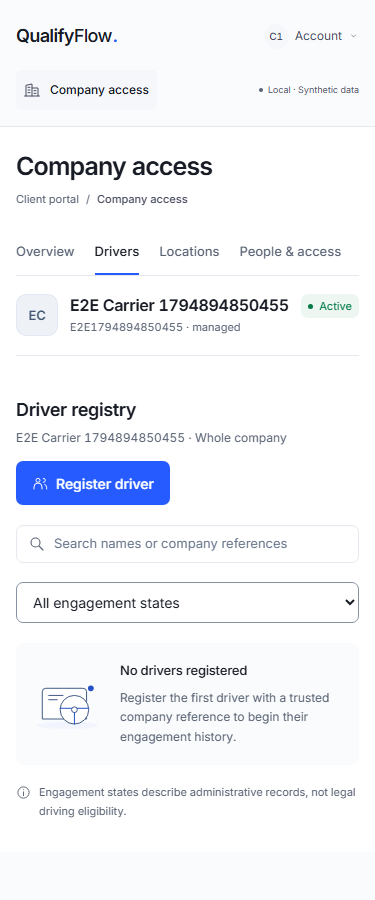 QualifyFlow.
C1 Account
Company access
Local · Synthetic data
Company access
Client portal / Company access
Overview Drivers Locations People & access
EC
E2E Carrier 1794894850455
Active
E2E1794894850455 · managed
Driver registry
E2E Carrier 1794894850455 · Whole company
Register driver
Search names or company references
All engagement states
No drivers registered
Register the first driver with a trusted
company reference to begin their
engagement history.
Engagement states describe administrative records, not legal
driving eligibility.